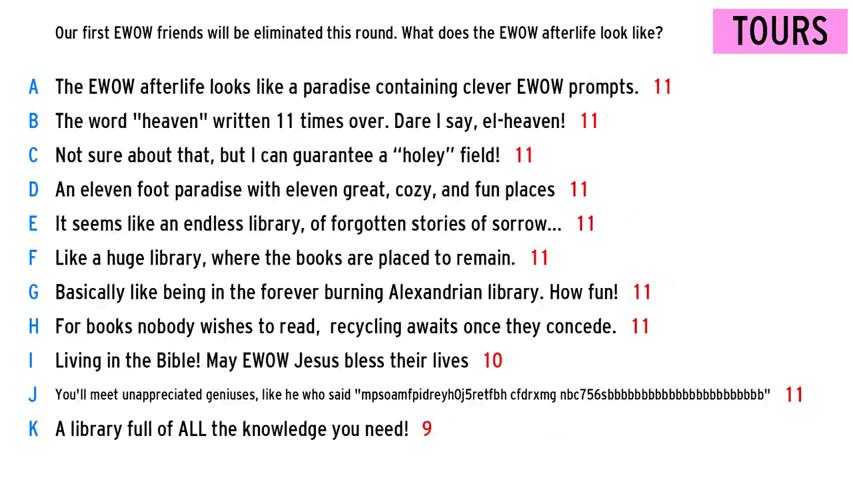 Our first EWOW friends will be eliminated this round. What does the EWOW afterlife look like?
TOURS
A The EWOW afterlife looks like a paradise containing clever EWOW prompts. 11
B The word "heaven" written 11 times over. Dare I say, el-heaven! 11
C Not sure about that, but I can guarantee a “holey” field! 11
D An eleven foot paradise with eleven great, cozy, and fun places 11
E It seems like an endless library, of forgotten stories of sorrow... 11
F Like a huge library, where the books are placed to remain. 11
G Basically like being in the forever burning Alexandrian library. How fun! 11
H For books nobody wishes to read, recycling awaits once they concede. 11
I Living in the Bible! May EWOW Jesus bless their lives 10
J You'll meet unappreciated geniuses, like he who said "mpsoamfpidreyh0j5retfbh cfdrxmg nbc756sbbbbbbbbbbbbbbbbbbbbbbb" 11
K A library full of ALL the knowledge you need! 9